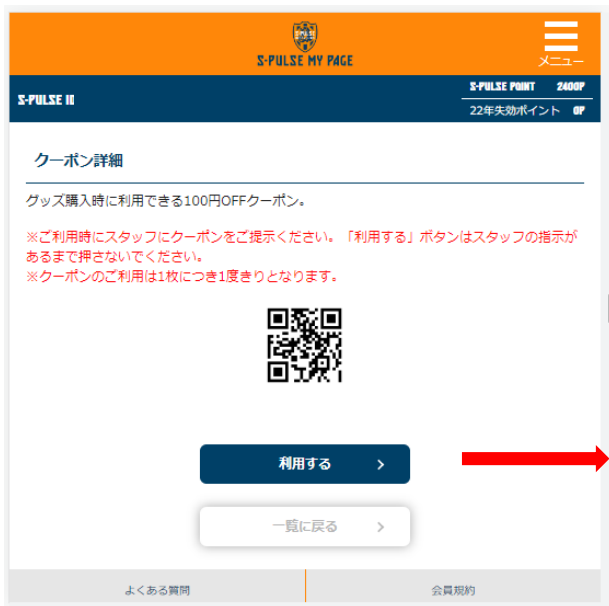 S-PULSE MY PAGE
メニュー
S-PULSE ID
S-PULSE POINT 2400P
22年失効ポイント 0P
クーポン詳細
グッズ購入時に利用できる100円OFFクーポン。
※ご利用時にスタッフにクーポンをご提示ください。「利用する」ボタンはスタッフの指示が
あるまで押さないでください。
※クーポンのご利用は1枚につき1度きりとなります。
利用する
一覧に戻る
よくある質問
会員規約